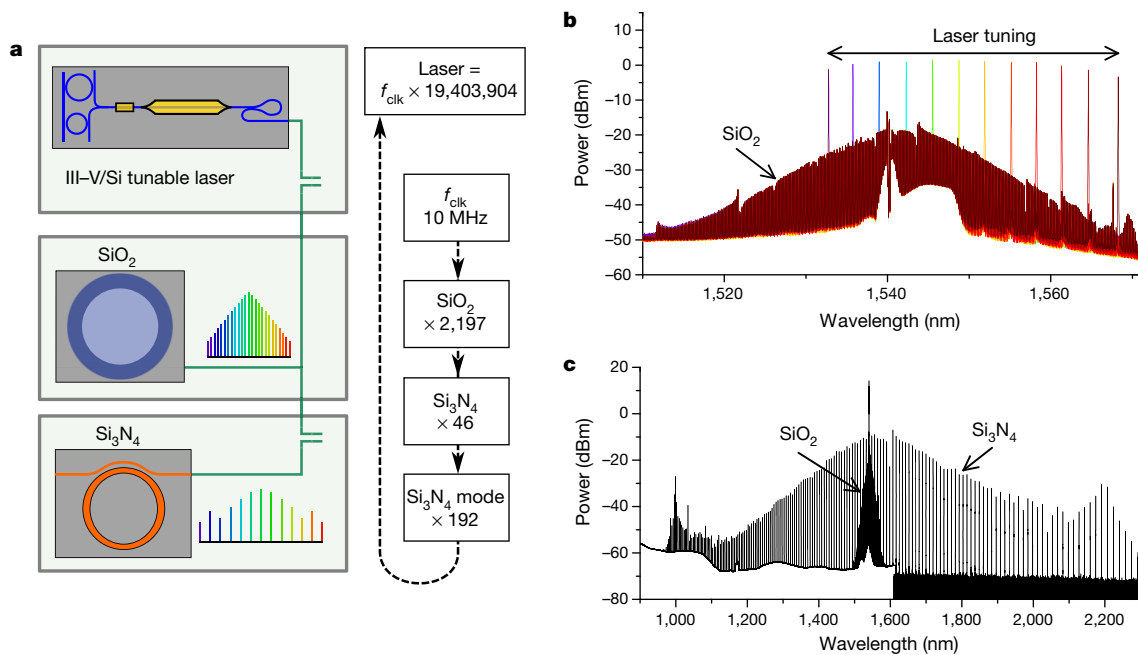 a
III–V/Si tunable laser
SiO2
Si3N4
Laser =
fclk × 19,403,904
fclk
10 MHz
SiO2
× 2,197
Si3N4
× 46
Si3N4 mode
× 192
b
Laser tuning
SiO2
Power (dBm)
10
0
−10
−20
−30
−40
−50
−60
1,520
1,540
1,560
Wavelength (nm)
c
SiO2
Si3N4
Power (dBm)
20
0
−20
−40
−60
−80
1,000
1,200
1,400
1,600
1,800
2,000
2,200
Wavelength (nm)